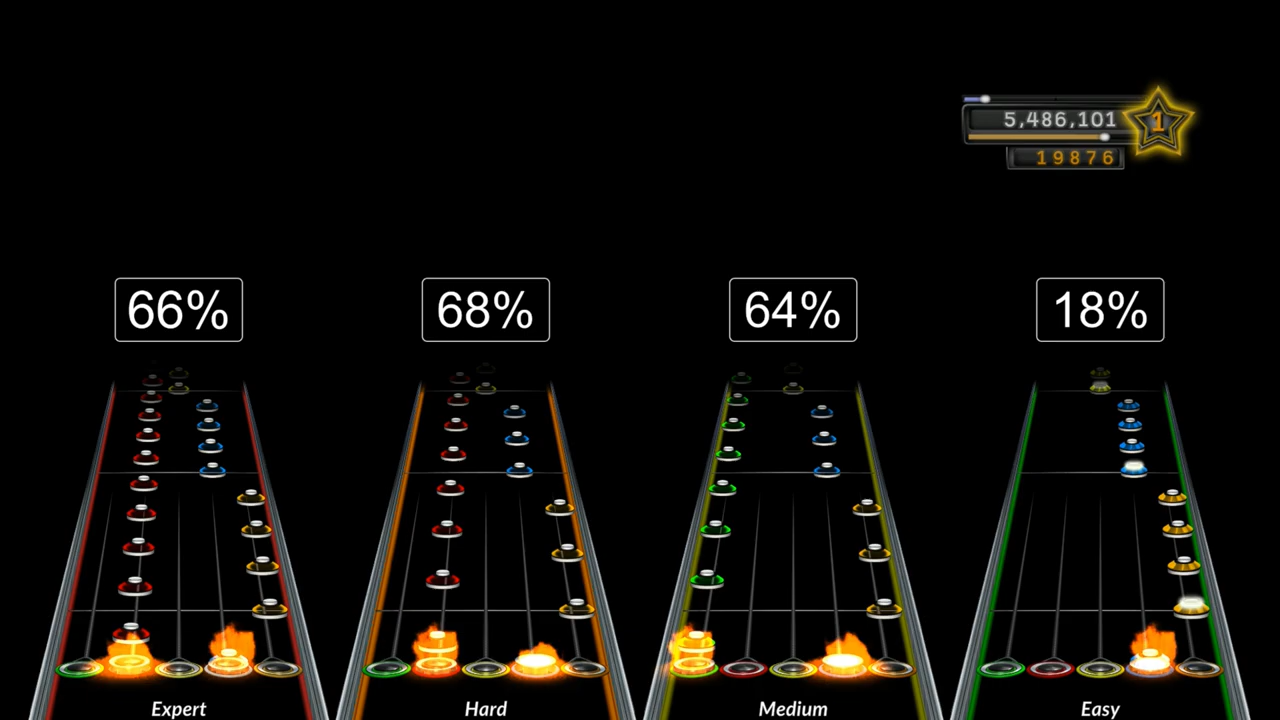 5,486,101
1
19876
66%
68%
64%
18%
Expert
Hard
Medium
Easy